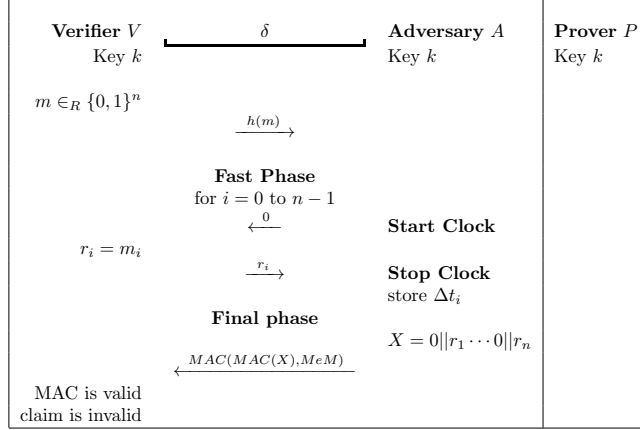 Verifier V δ Adversary A Prover P
Key k Key k Key k
m ∈_R {0, 1}^n
h(m)
Fast Phase
for i = 0 to n − 1
0 Start Clock
r_i = m_i
r_i Stop Clock
store Δt_i
Final phase
X = 0||r_1 · · · 0||r_n
MAC(MAC(X),MeM)
MAC is valid
claim is invalid